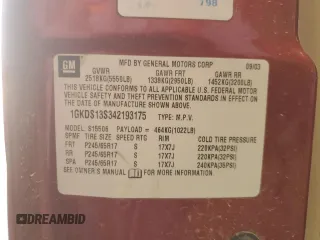 798
GM
MFD BY GENERAL MOTORS CORP 09/03
GVWR GAWR FRT GAWR RR
2518KG(5550LB) 1338KG(2950LB) 1452KG(3200LB)
THIS VEHICLE CONFORMS TO ALL APPLICABLE U.S. FEDERAL MOTOR
VEHICLE SAFETY AND THEFT PREVENTION STANDARDS IN EFFECT ON
THE DATE OF MANUFACTURE SHOWN ABOVE.
1GKDS13S342193175 TYPE: M.P.V.
MODEL: S15506 PAYLOAD = 464KG(1022LB)
TIRE SIZE SPEED RTG RIM COLD TIRE PRESSURE
FRT P245/65R17 S 17X7J 220KPA(32PSI)
RR P245/65R17 S 17X7J 220KPA(32PSI)
SPA P245/65R17 S 17X7J 240KPA(35PSI)
SEE OWNER'S MANUAL FOR MORE INFORMATION
DREAMBID